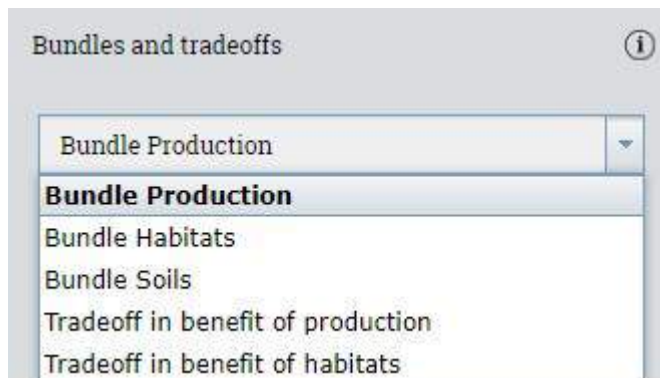 Bundles and tradeoffs
Bundle Production
Bundle Production
Bundle Habitats
Bundle Soils
Tradeoff in benefit of production
Tradeoff in benefit of habitats